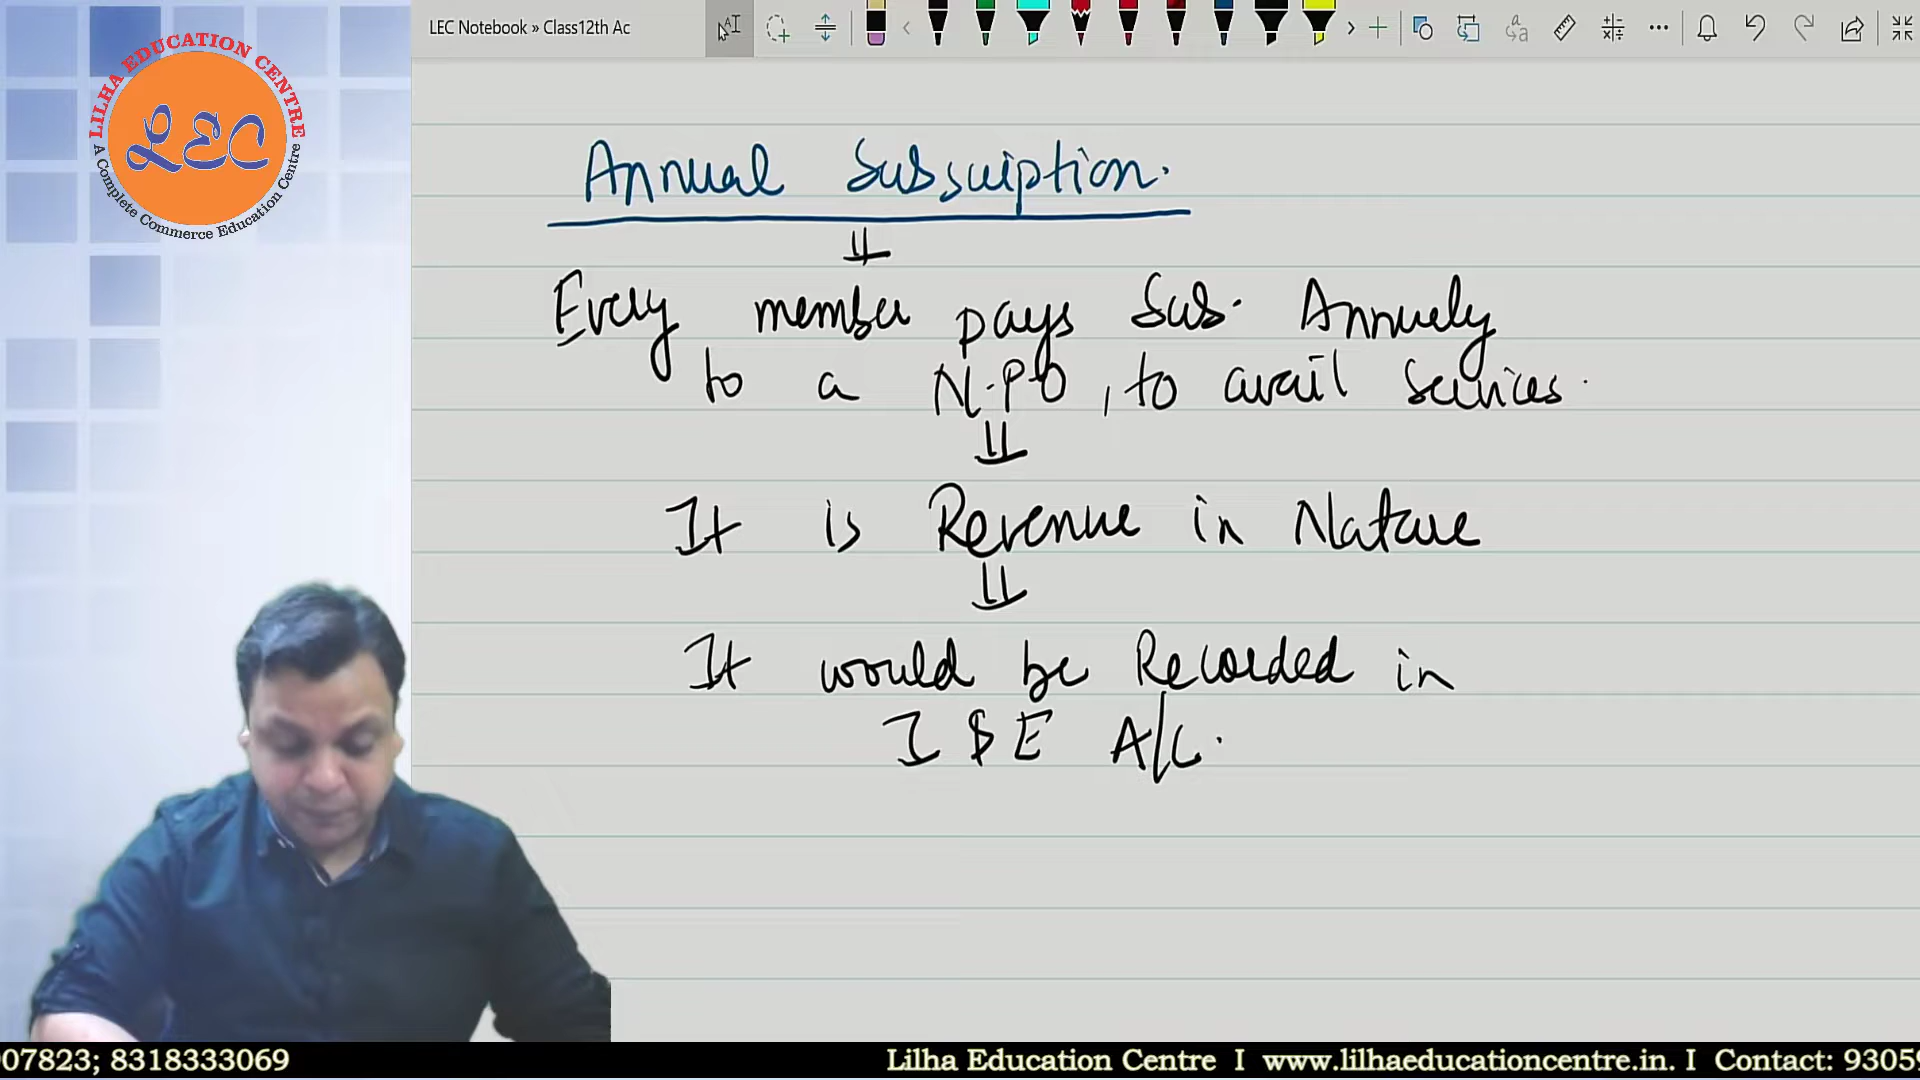 LEC Notebook » Class12th Ac
LILHA EDUCATION CENTRE
LEC
A Complete Commerce Education Centre
Annual Subscription.
Every member pays Sub. Annuely
to a N.P.O, to avail Services.
It is Revenue in Nature
It would be Recorded in
I & E A/c.
07823; 8318333069
Lilha Education Centre I www.lilhaeducationcentre.in. I Contact: 9305